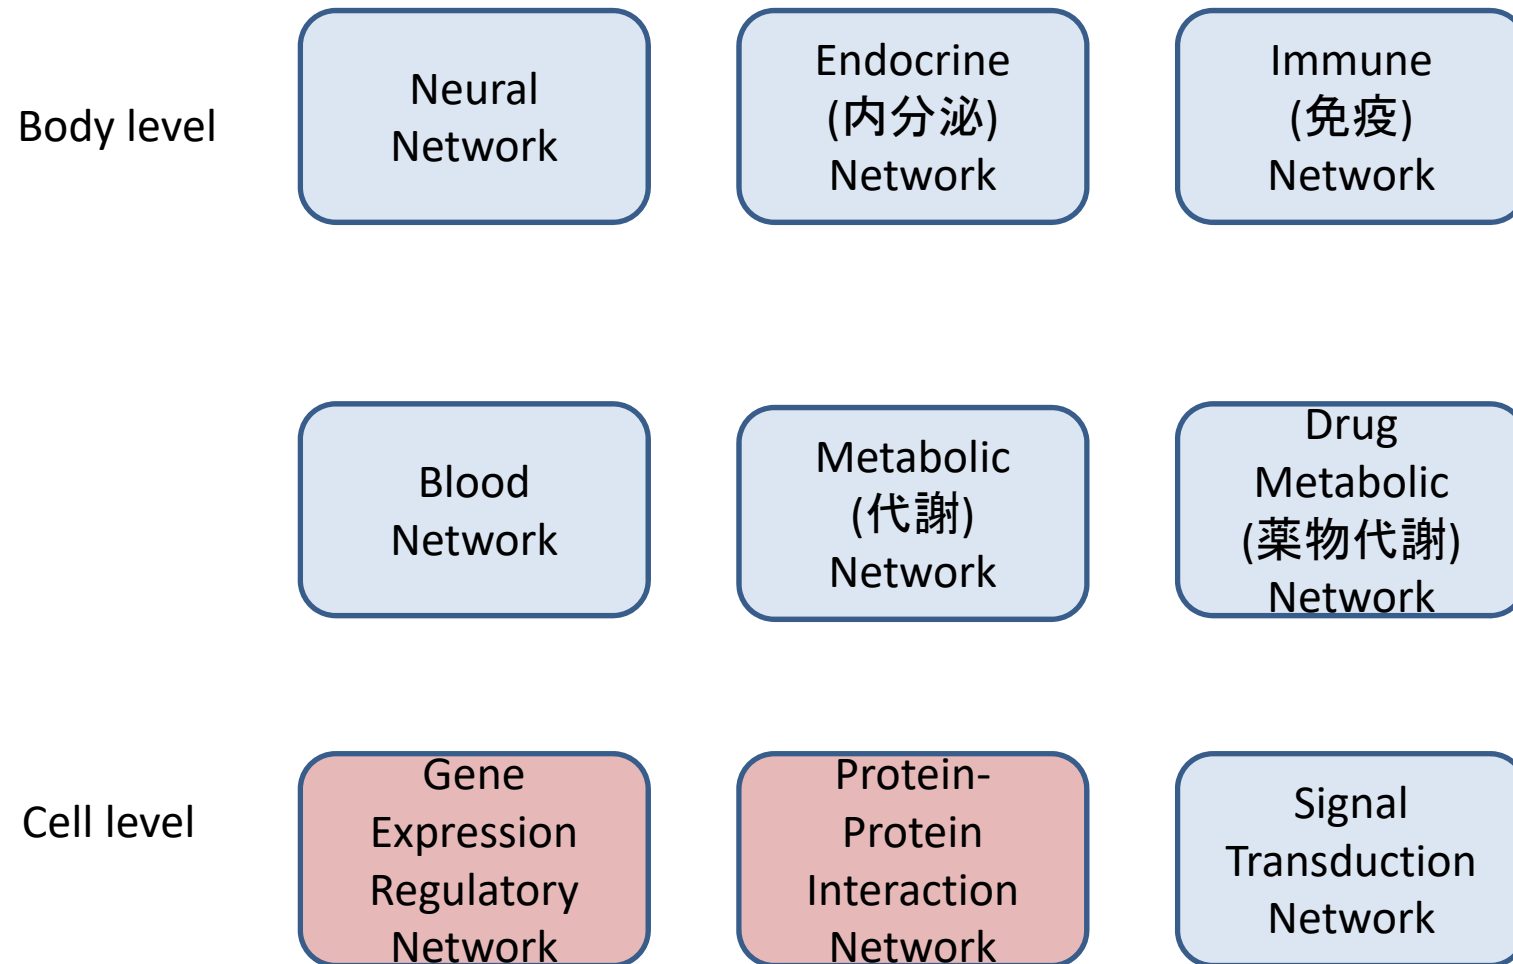 Body level
Neural
Network
Endocrine
(内分泌)
Network
Immune
(免疫)
Network
Blood
Network
Metabolic
(代謝)
Network
Drug
Metabolic
(薬物代謝)
Network
Cell level
Gene
Expression
Regulatory
Network
Protein-
Protein
Interaction
Network
Signal
Transduction
Network